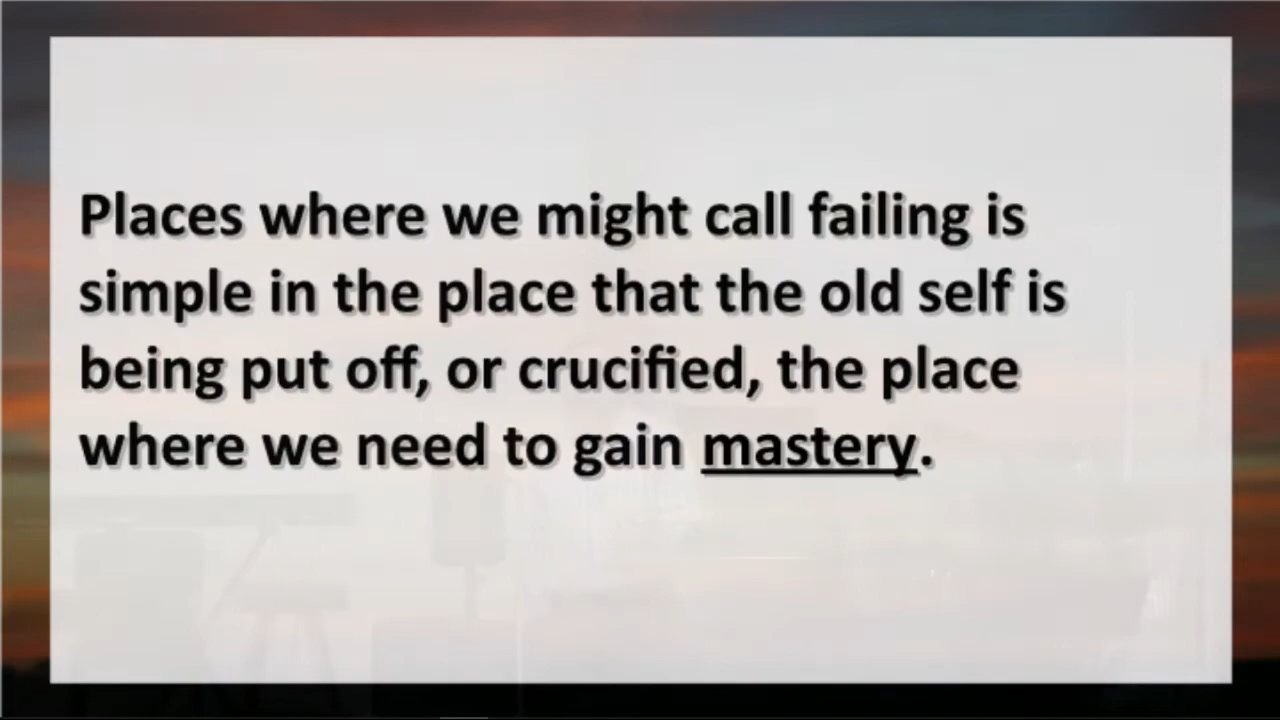 Places where we might call failing is
simple in the place that the old self is
being put off, or crucified, the place
where we need to gain mastery.